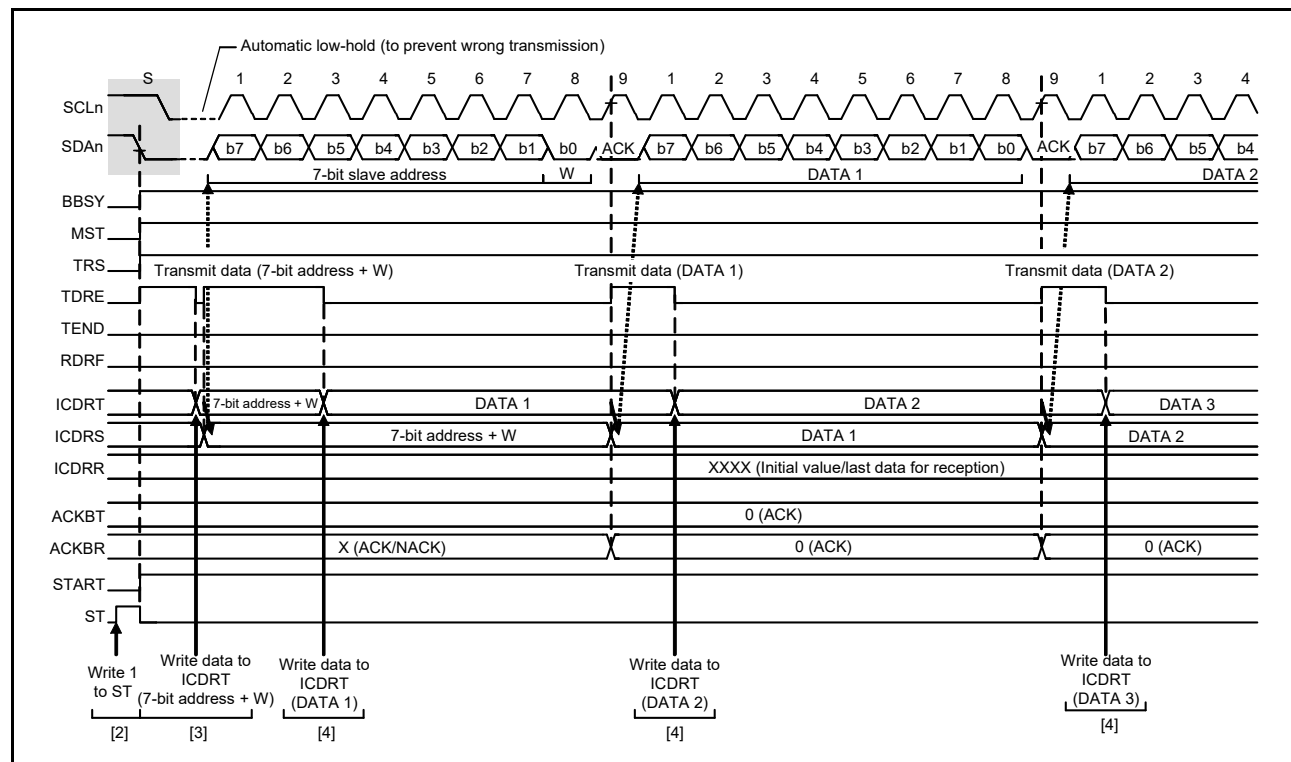 Automatic low-hold (to prevent wrong transmission)
S 1 2 3 4 5 6 7 8 9 1 2 3 4 5 6 7 8 9 1 2 3 4
SCLn
SDAn b7 b6 b5 b4 b3 b2 b1 b0 ACK b7 b6 b5 b4 b3 b2 b1 b0 ACK b7 b6 b5 b4
7-bit slave address W DATA 1 DATA 2
BBSY
MST
TRS
Transmit data (7-bit address + W) Transmit data (DATA 1) Transmit data (DATA 2)
TDRE
TEND
RDRF
ICDRT 7-bit address + W DATA 1 DATA 2 DATA 3
ICDRS 7-bit address + W DATA 1 DATA 2
ICDRR XXXX (Initial value/last data for reception)
ACKBT 0 (ACK)
ACKBR X (ACK/NACK) 0 (ACK) 0 (ACK)
START
ST
Write 1
to ST
[2]
Write data to
ICDRT
(7-bit address + W)
[3]
Write data to
ICDRT
(DATA 1)
[4]
Write data to
ICDRT
(DATA 2)
[4]
Write data to
ICDRT
(DATA 3)
[4]